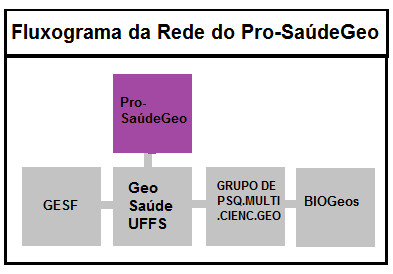 Fluxograma da Rede do Pro-SaúdeGeo
Pro-
SaúdeGeo
GESF
Geo
Saúde
UFFS
GRUPO DE
PSQ.MULTI
.CIENC.GEO
BIOGeos